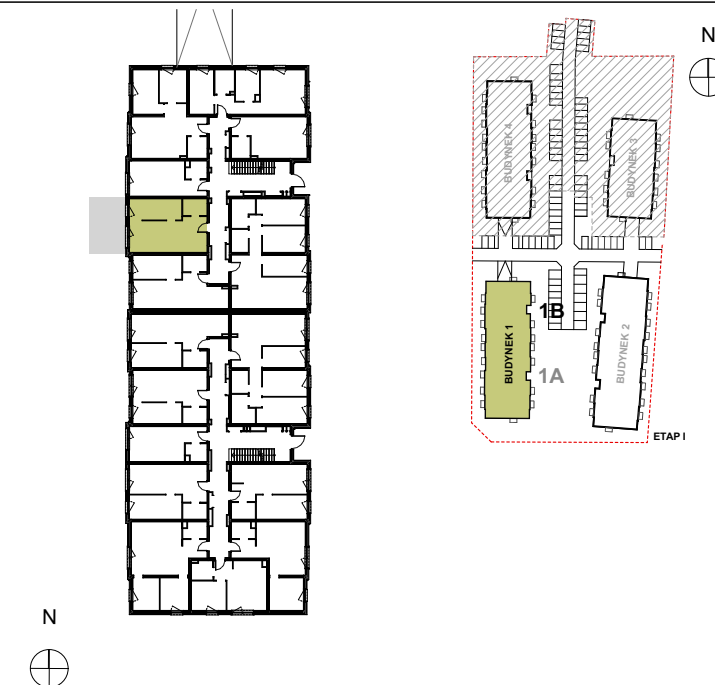 N
BUDYNEK 4
BUDYNEK 3
1B
BUDYNEK 1
BUDYNEK 2
1A
ETAP I
N